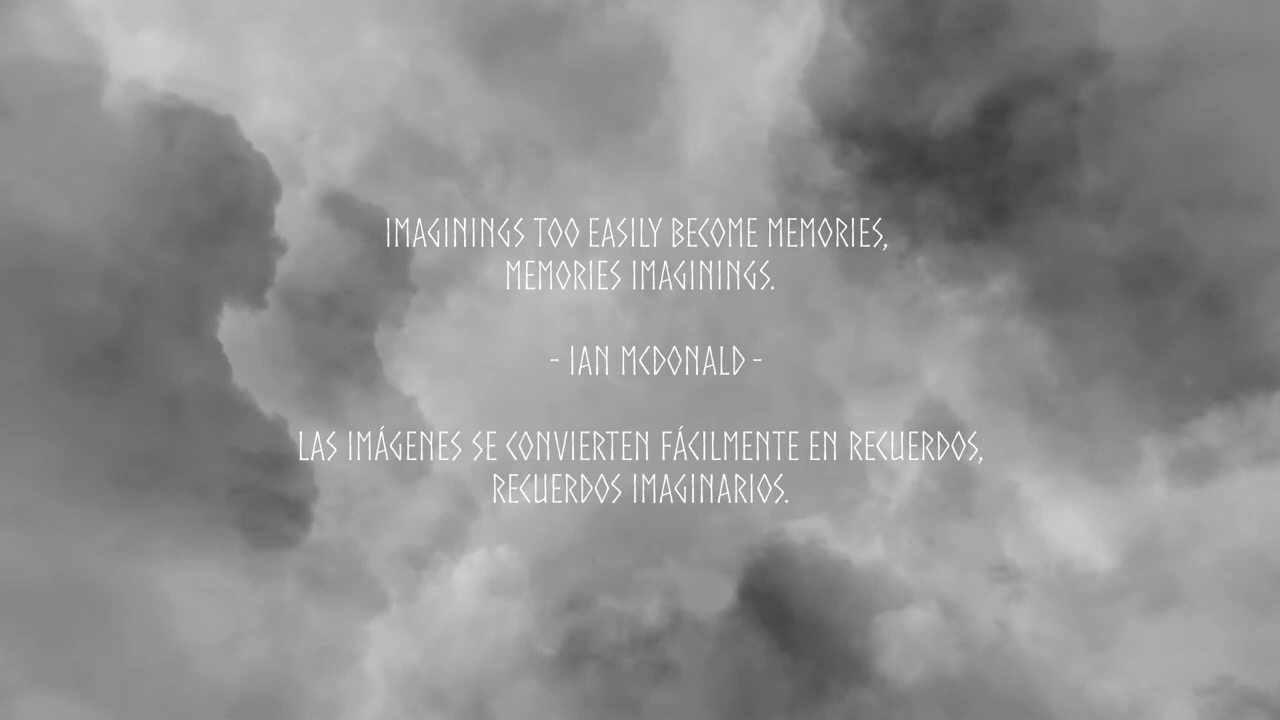 IMAGININGS TOO EASILY BECOME MEMORIES,
MEMORIES IMAGININGS.
- IAN MCDONALD -
LAS IMÁGENES SE CONVIERTEN FÁCILMENTE EN RECUERDOS,
RECUERDOS IMAGINARIOS.